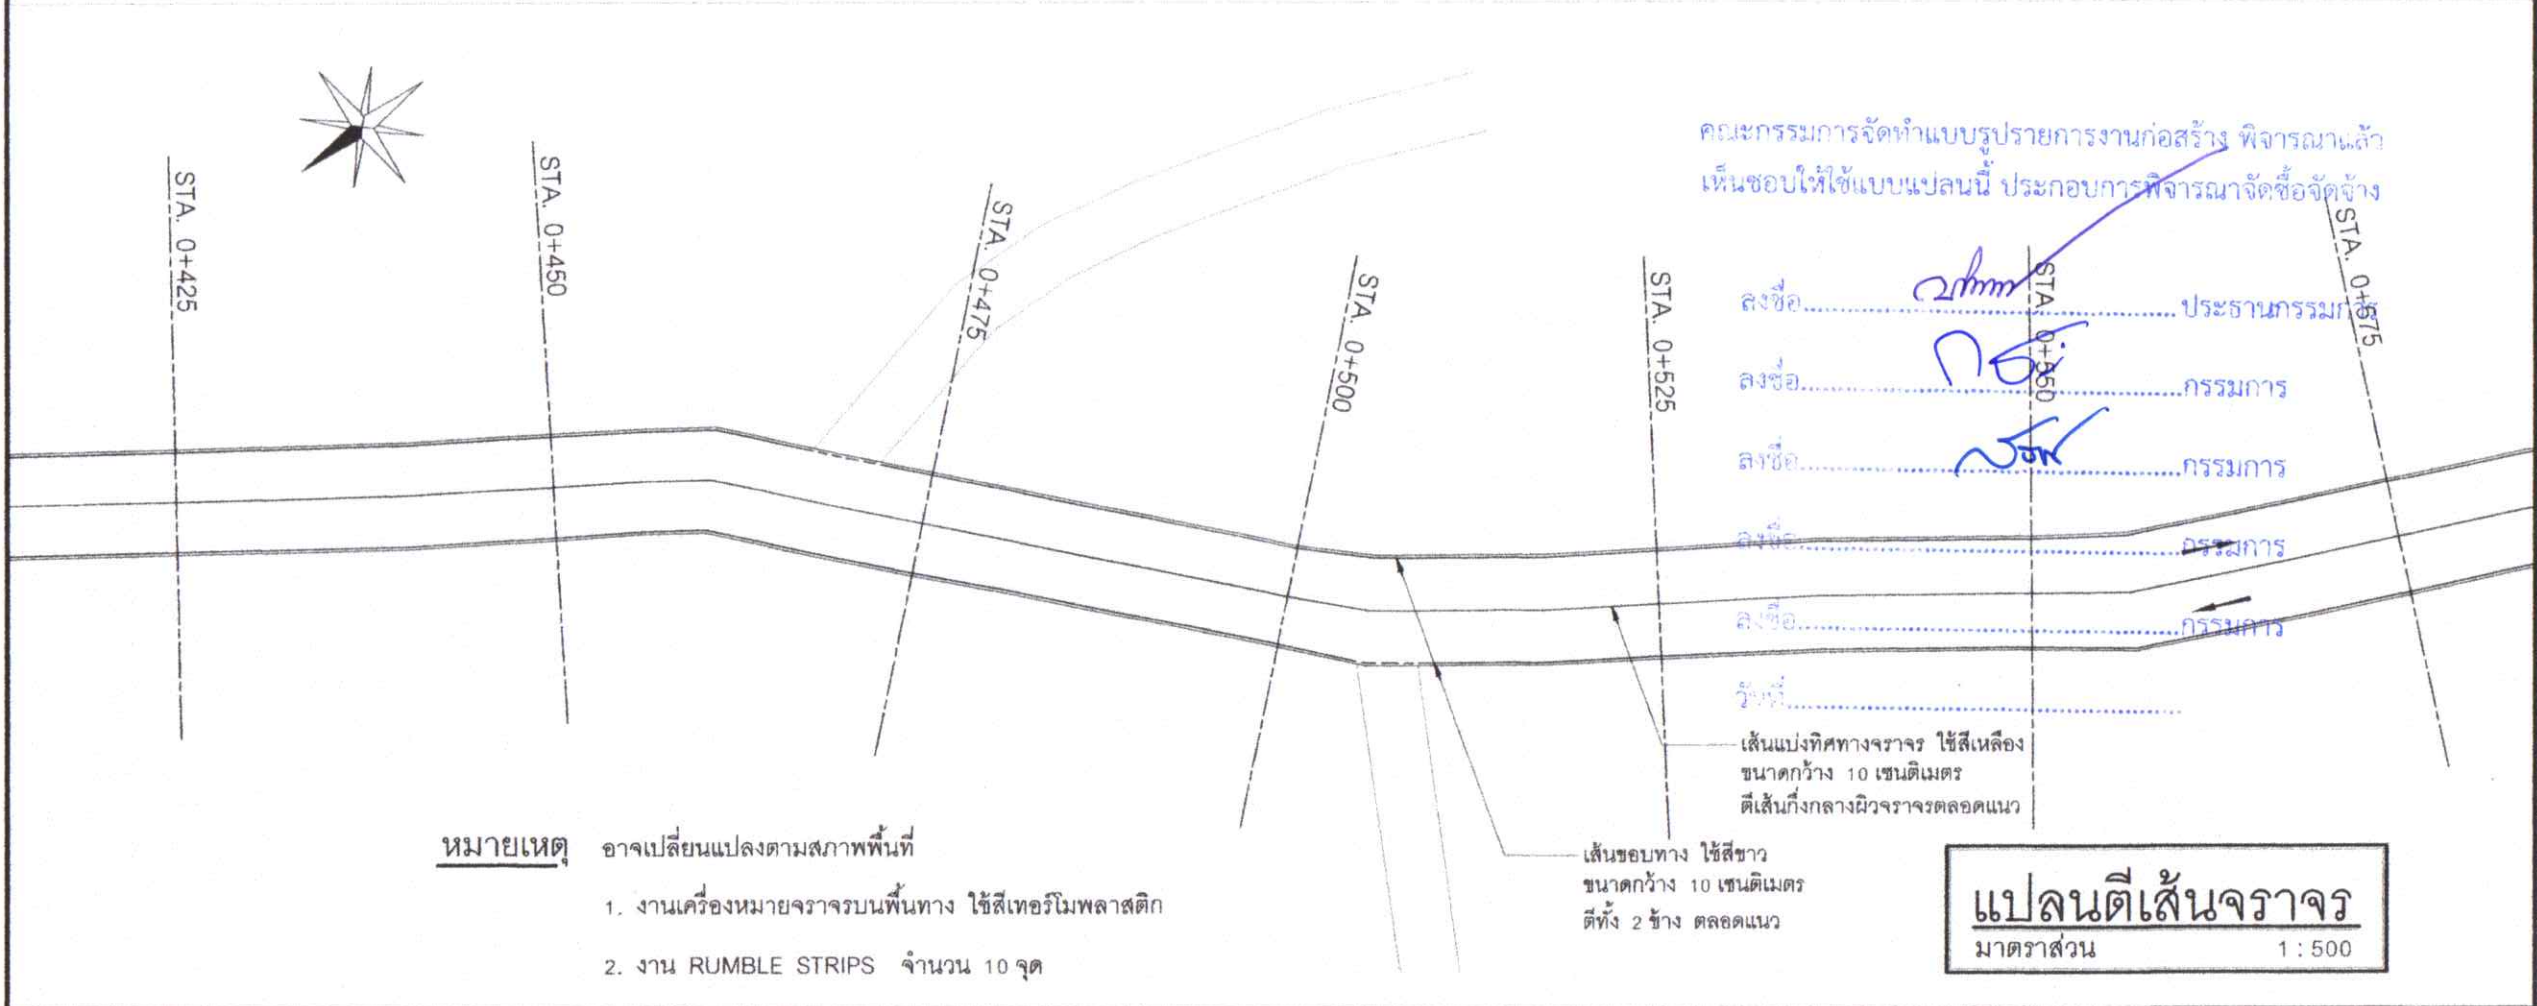 คณะกรรมการจัดทำแบบรูปรายการงานก่อสร้าง พิจารณาแล้ว
เห็นชอบให้ใช้แบบแปลนนี้ ประกอบการพิจารณาจัดซื้อจัดจ้าง
STA. 0+425
STA. 0+450
STA. 0+475
STA. 0+500
STA. 0+525
STA. 0+550
STA. 0+575
ลงชื่อ.......................ประธานกรรมการ
ลงชื่อ.......................กรรมการ
ลงชื่อ.......................กรรมการ
ลงชื่อ.......................กรรมการ
ลงชื่อ.......................กรรมการ
วันที่.......................
เส้นแบ่งทิศทางจราจร ใช้สีเหลือง
ขนาดกว้าง 10 เซนติเมตร
ตีเส้นกึ่งกลางผิวจราจรตลอดแนว
เส้นขอบทาง ใช้สีขาว
ขนาดกว้าง 10 เซนติเมตร
ตีทั้ง 2 ข้าง ตลอดแนว
หมายเหตุ อาจเปลี่ยนแปลงตามสภาพพื้นที่
1. งานเครื่องหมายจราจรบนพื้นทาง ใช้สีเทอร์โมพลาสติก
2. งาน RUMBLE STRIPS จำนวน 10 จุด
แปลนตีเส้นจราจร
มาตราส่วน 1 : 500